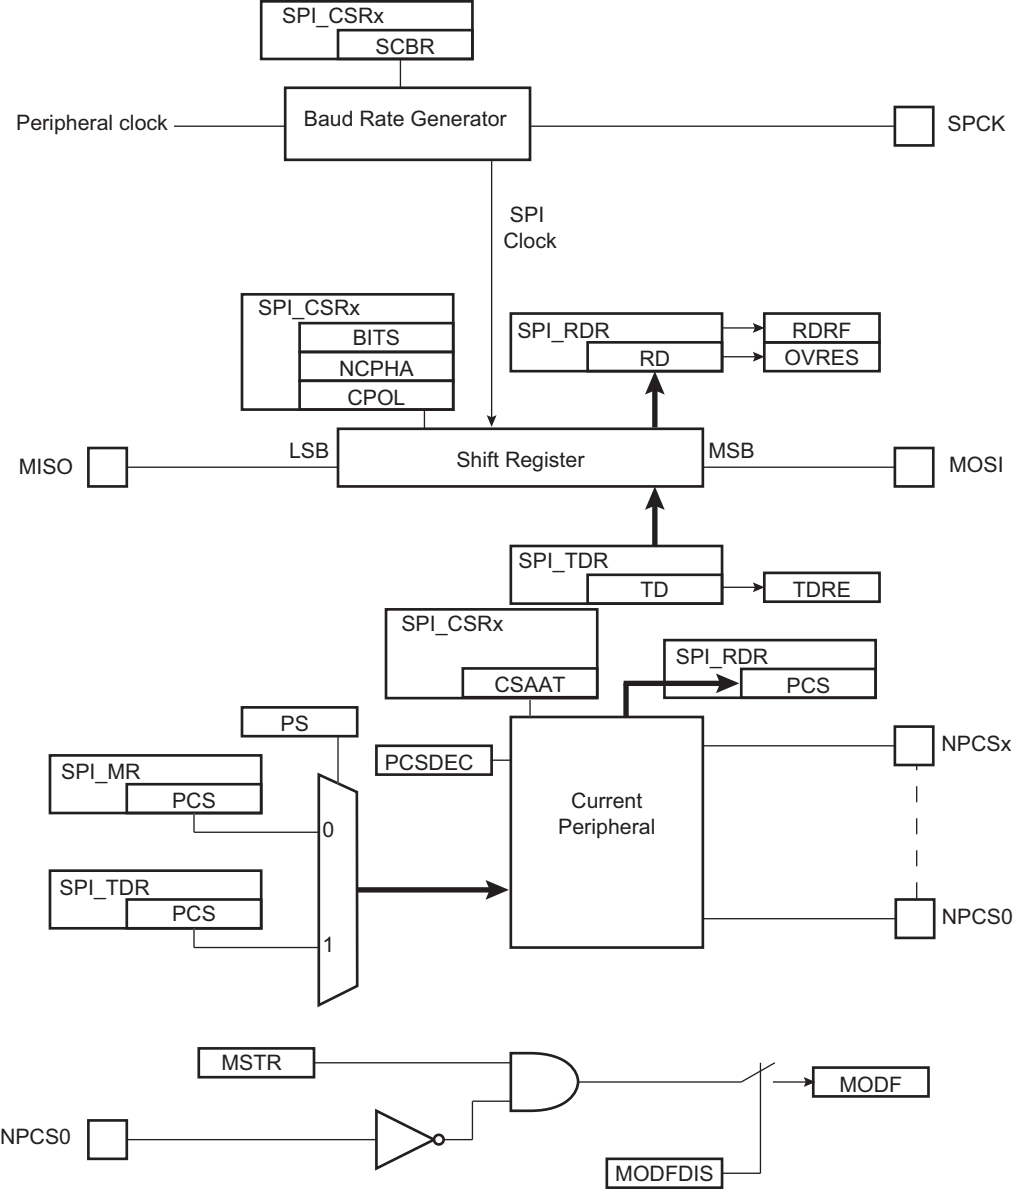 SPI_CSRx
SCBR
Peripheral clock
Baud Rate Generator
SPCK
SPI
Clock
SPI_CSRx
BITS
NCPHA
CPOL
SPI_RDR
RD
RDRF
OVRES
MISO
LSB
Shift Register
MSB
MOSI
SPI_TDR
TD
TDRE
SPI_CSRx
CSAAT
SPI_RDR
PCS
PS
PCSDEC
NPCSx
SPI_MR
PCS
0
Current
Peripheral
SPI_TDR
PCS
1
NPCS0
MSTR
MODF
NPCS0
MODFDIS